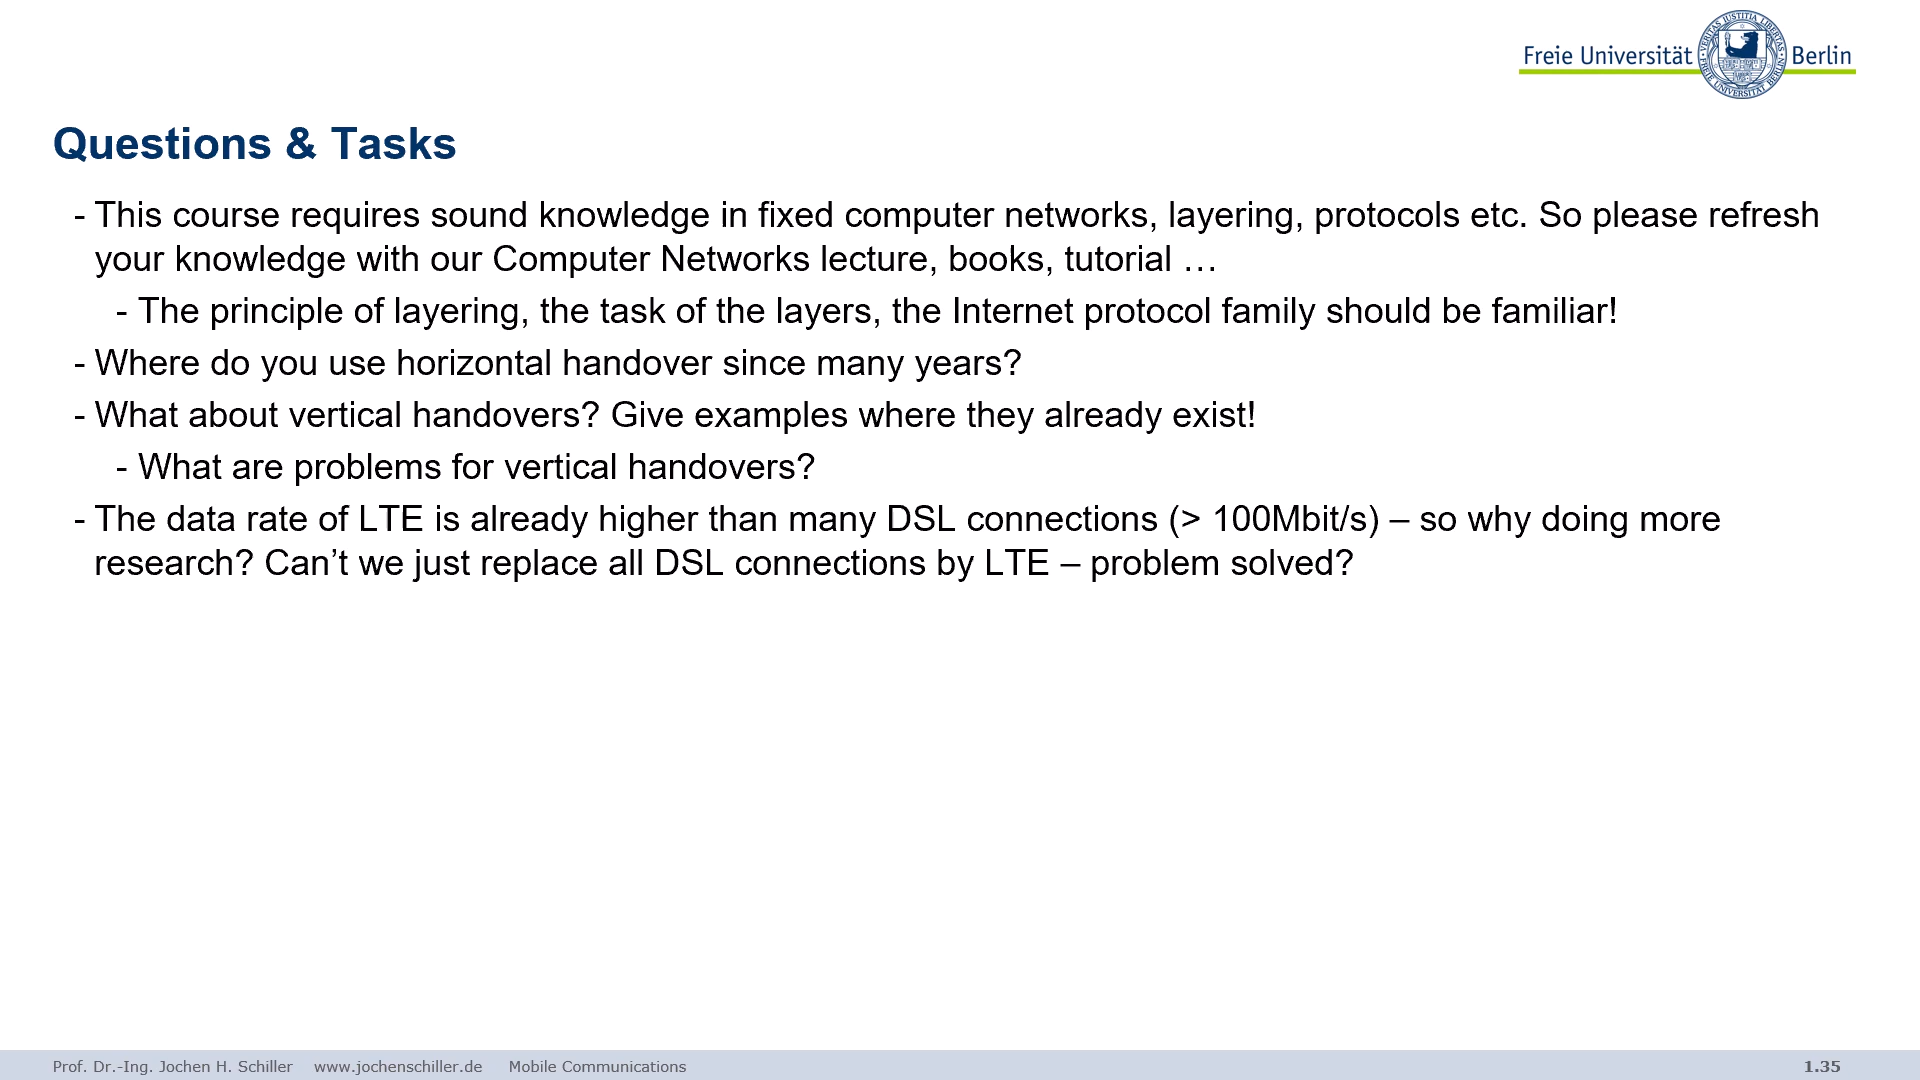 Freie Universität Berlin
Questions & Tasks
- This course requires sound knowledge in fixed computer networks, layering, protocols etc. So please refresh
your knowledge with our Computer Networks lecture, books, tutorial …
- The principle of layering, the task of the layers, the Internet protocol family should be familiar!
- Where do you use horizontal handover since many years?
- What about vertical handovers? Give examples where they already exist!
- What are problems for vertical handovers?
- The data rate of LTE is already higher than many DSL connections (> 100Mbit/s) – so why doing more
research? Can’t we just replace all DSL connections by LTE – problem solved?
Prof. Dr.-Ing. Jochen H. Schiller www.jochenschiller.de Mobile Communications 1.35